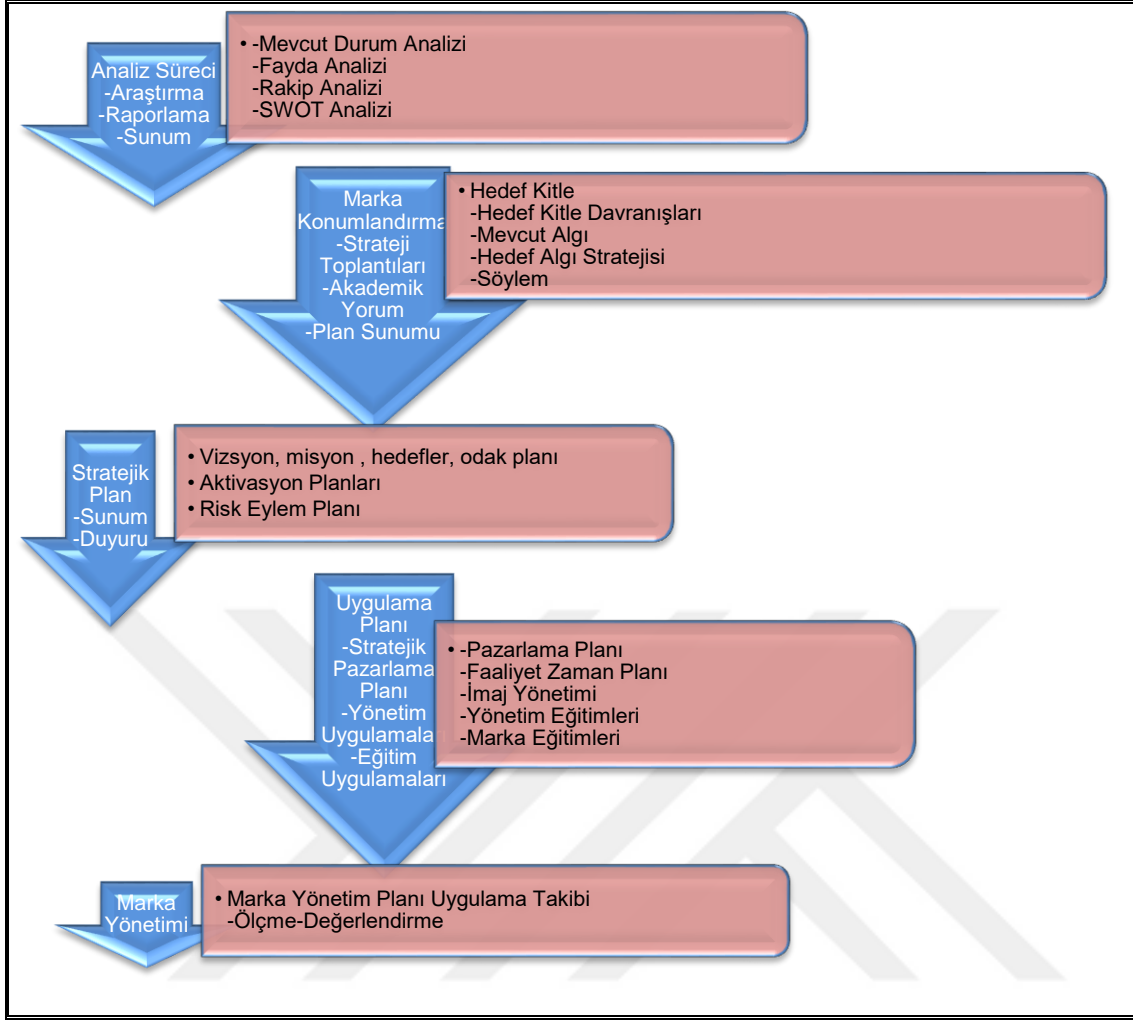 Analiz Süreci
-Araştırma
-Raporlama
-Sunum
• -Mevcut Durum Analizi
-Fayda Analizi
-Rakip Analizi
-SWOT Analizi
Marka
Konumlandırma
-Strateji
Toplantıları
-Akademik
Yorum
-Plan Sunumu
• Hedef Kitle
-Hedef Kitle Davranışları
-Mevcut Algı
-Hedef Algı Stratejisi
-Söylem
Stratejik
Plan
-Sunum
-Duyuru
• Vizsyon, misyon , hedefler, odak planı
• Aktivasyon Planları
• Risk Eylem Planı
Uygulama
Planı
-Stratejik
Pazarlama
Planı
-Yönetim
Uygulamaları
-Eğitim
Uygulamaları
• -Pazarlama Planı
-Faaliyet Zaman Planı
-İmaj Yönetimi
-Yönetim Eğitimleri
-Marka Eğitimleri
Marka
Yönetimi
• Marka Yönetim Planı Uygulama Takibi
-Ölçme-Değerlendirme